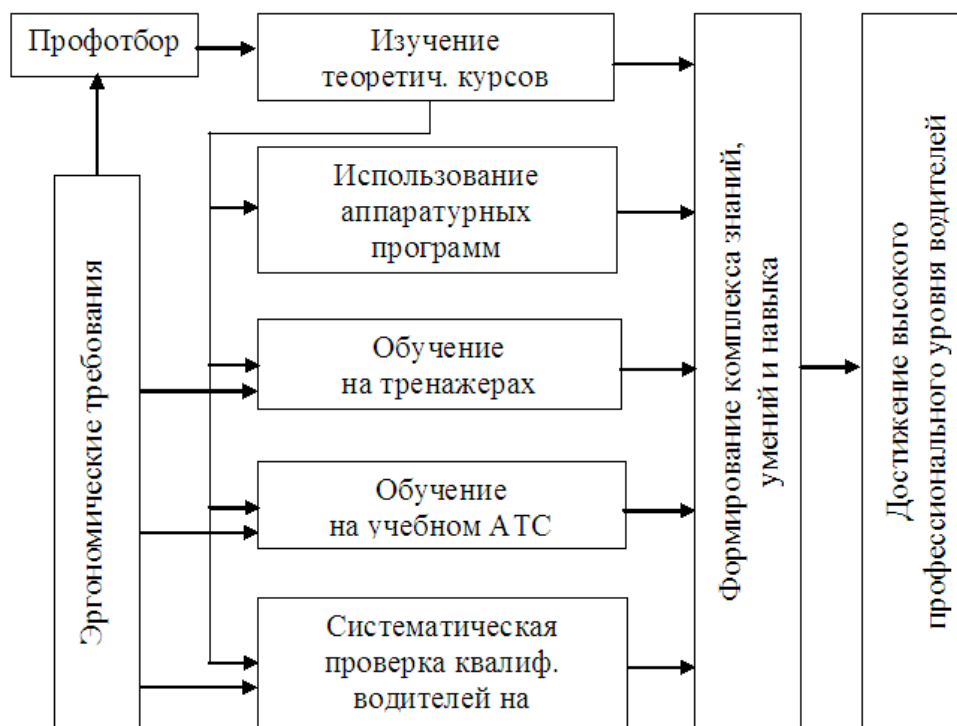 Профотбор
Изучение
теоретич. курсов
Использование
аппаратурных
программ
Обучение
на тренажерах
Обучение
на учебном АТС
Систематическая
проверка квалиф.
водителей на
Эргономические требования
Формирование комплекса знаний,
умений и навыка
Достижение высокого
профессионального уровня водителей